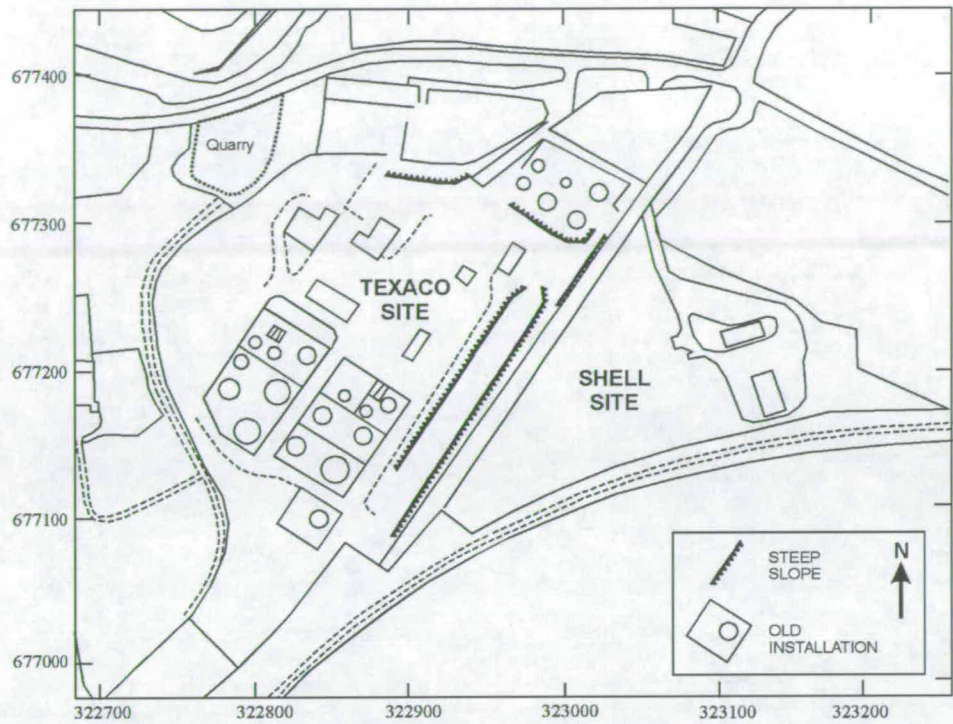 677400
Quarry
677300
TEXACO
SITE
677200
SHELL
SITE
677100
STEEP
SLOPE
N
OLD
INSTALLATION
677000
322700
322800
322900
323000
323100
323200